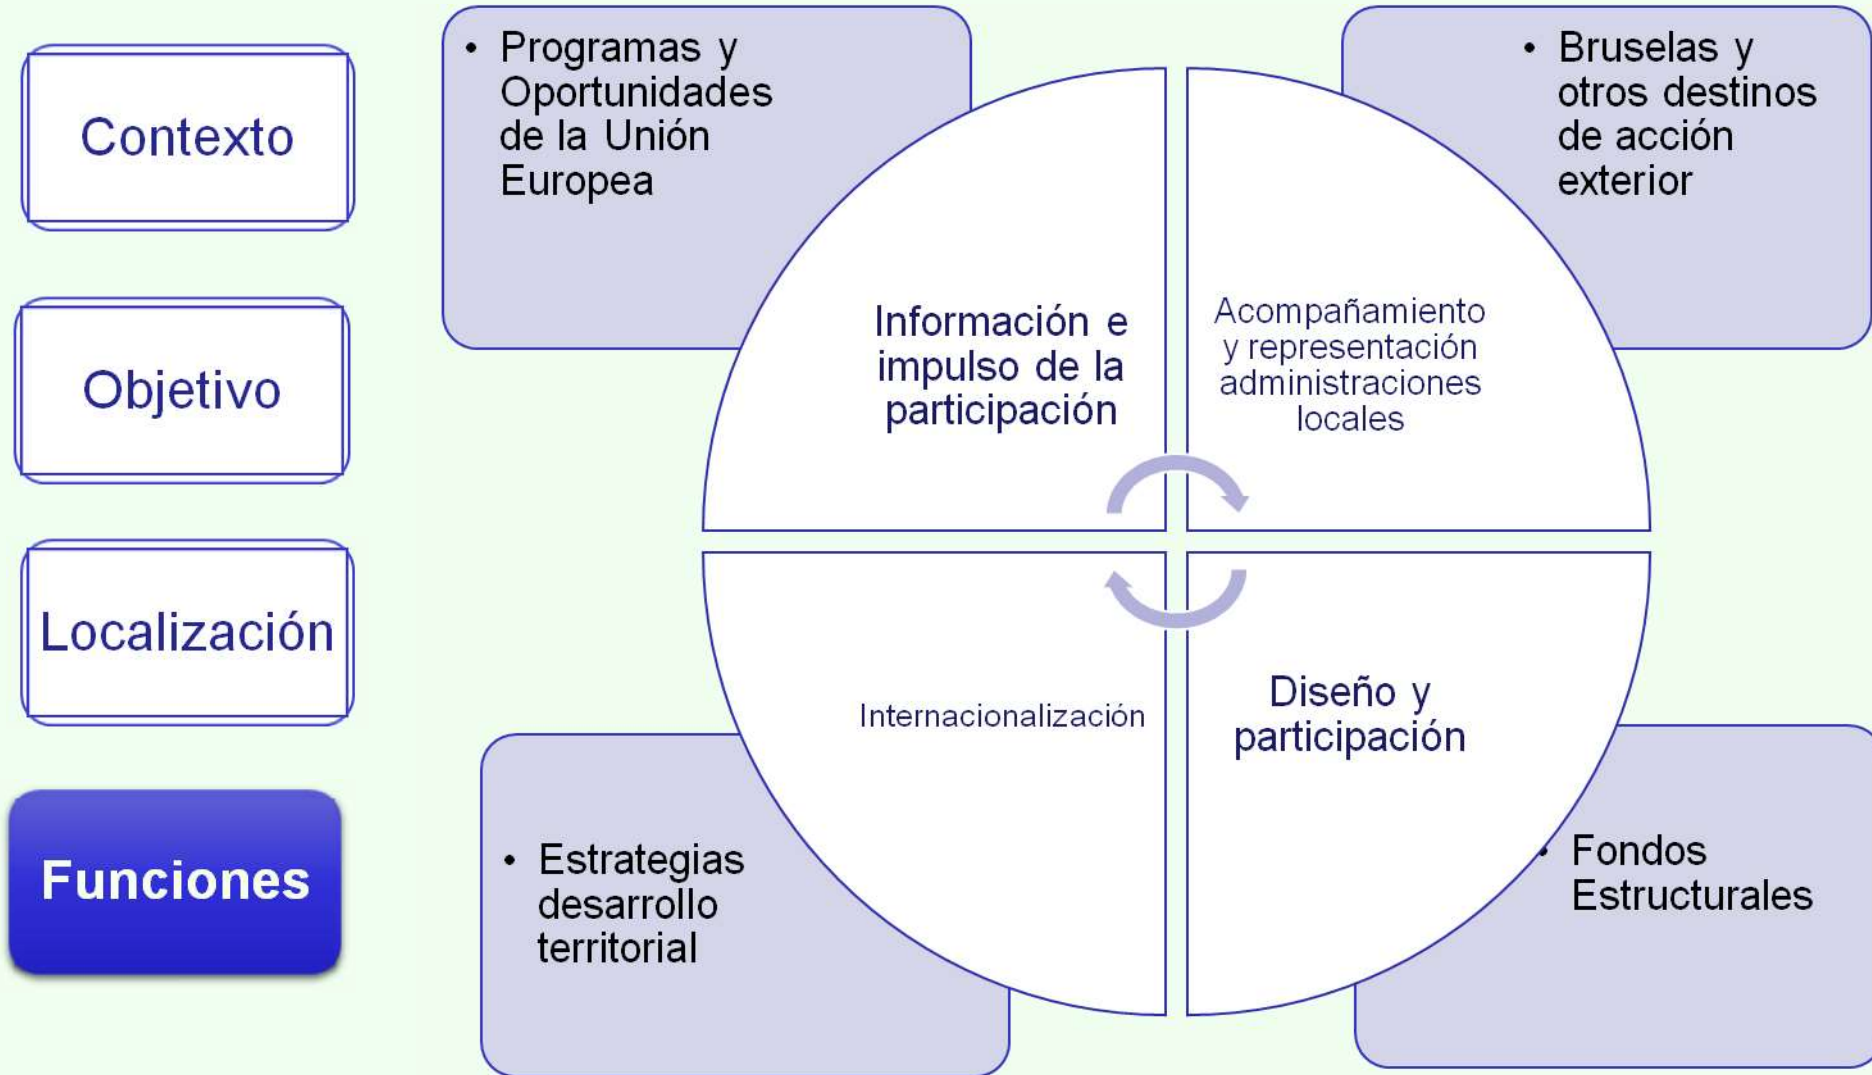 Contexto
Objetivo
Localización
Funciones
• Programas y
Oportunidades
de la Unión
Europea
• Bruselas y
otros destinos
de acción
exterior
Información e
impulso de la
participación
Acompañamiento
y representación
administraciones
locales
Internacionalización
Diseño y
participación
• Estrategias
desarrollo
territorial
• Fondos
Estructurales